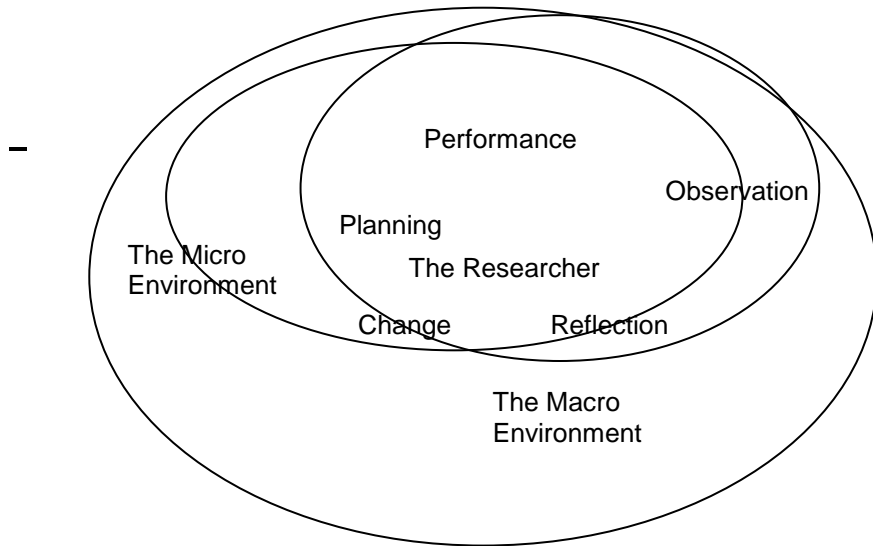 Performance
Observation
Planning
The Micro
Environment
The Researcher
Change
Reflection
The Macro
Environment